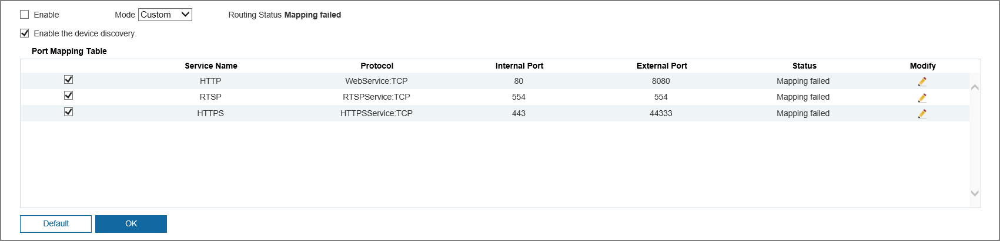 Enable Mode Custom Routing Status Mapping failed
Enable the device discovery.
Port Mapping Table
Service Name Protocol Internal Port External Port Status Modify
HTTP WebService:TCP 80 8080 Mapping failed
RTSP RTSPService:TCP 554 554 Mapping failed
HTTPS HTTPSService:TCP 443 44333 Mapping failed
Default OK